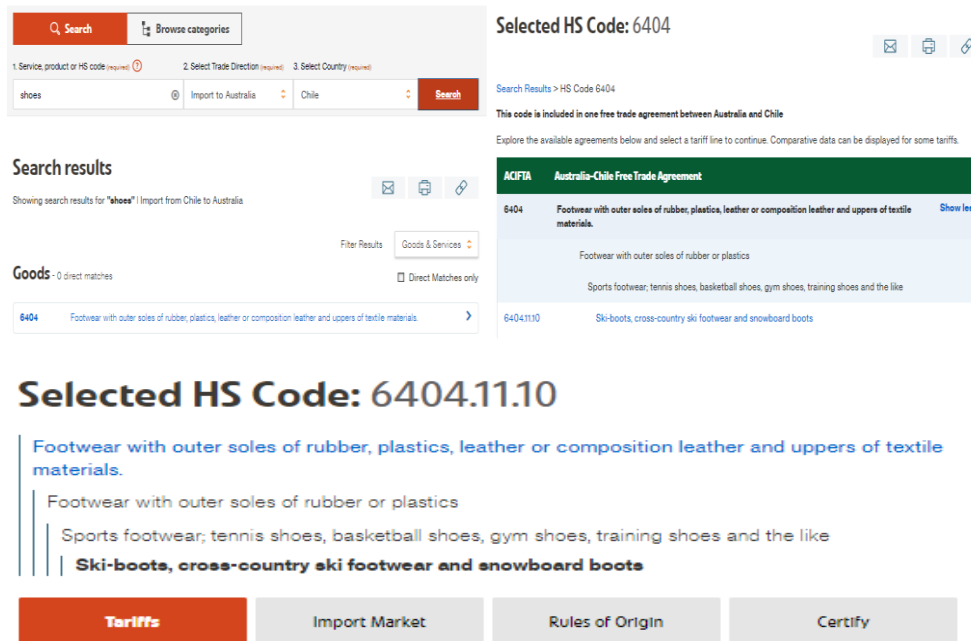 Search
Browse categories
1. Service, product or HS code (required) ?
2. Select Trade Direction (required)
3. Select Country (required)
shoes
Import to Australia
Chile
Search
Search results
Showing search results for "shoes" | Import from Chile to Australia
Filter Results
Goods & Services
Goods - 0 direct matches
Direct Matches only
6404 Footwear with outer soles of rubber, plastics, leather or composition leather and uppers of textile materials.
Selected HS Code: 6404
Search Results > HS Code 6404
This code is included in one free trade agreement between Australia and Chile
Explore the available agreements below and select a tariff line to continue. Comparative data can be displayed for some tariffs.
ACIFTA Australia-Chile Free Trade Agreement
6404 Footwear with outer soles of rubber, plastics, leather or composition leather and uppers of textile
materials.
Show
Footwear with outer soles of rubber or plastics
Sports footwear; tennis shoes, basketball shoes, gym shoes, training shoes and the like
6404.11.10 Ski-boots, cross-country ski footwear and snowboard boots
Selected HS Code: 6404.11.10
Footwear with outer soles of rubber, plastics, leather or composition leather and uppers of textile
materials.
Footwear with outer soles of rubber or plastics
Sports footwear; tennis shoes, basketball shoes, gym shoes, training shoes and the like
Ski-boots, cross-country ski footwear and snowboard boots
Tariffs
Import Market
Rules of Origin
Certify